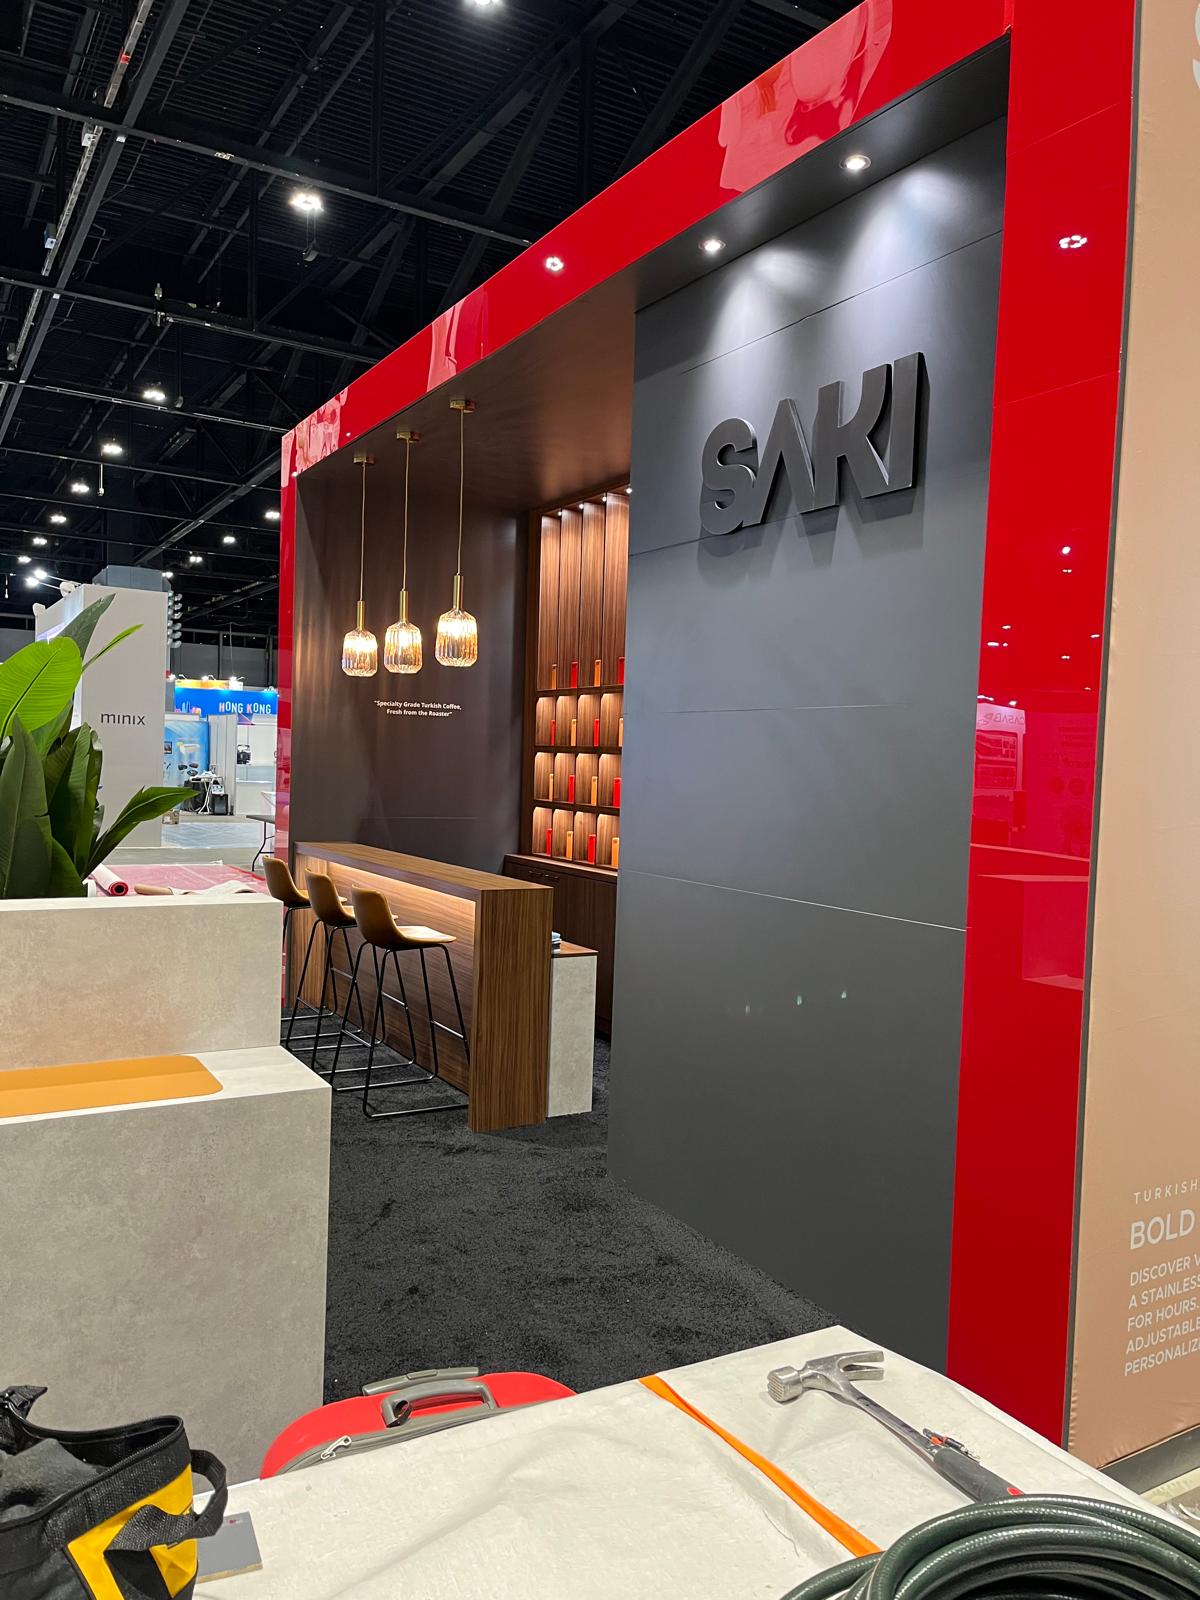 SAKI
"Specialty Grade Turkish Coffee,
Fresh from the Roaster"
minix
HONG KONG
TURKISH
BOLD
DISCOVER
A STAINLESS
FOR HOURS.
ADJUSTABLE